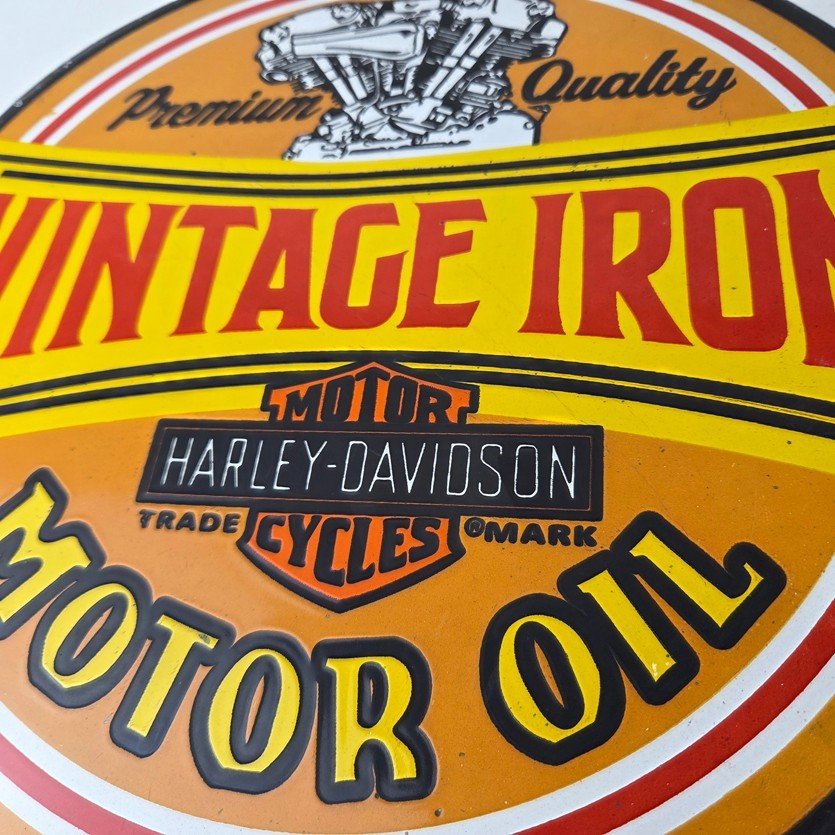 Premium Quality
VINTAGE IRON
MOTOR
HARLEY-DAVIDSON
TRADE ® MARK
CYCLES
MOTOR OIL